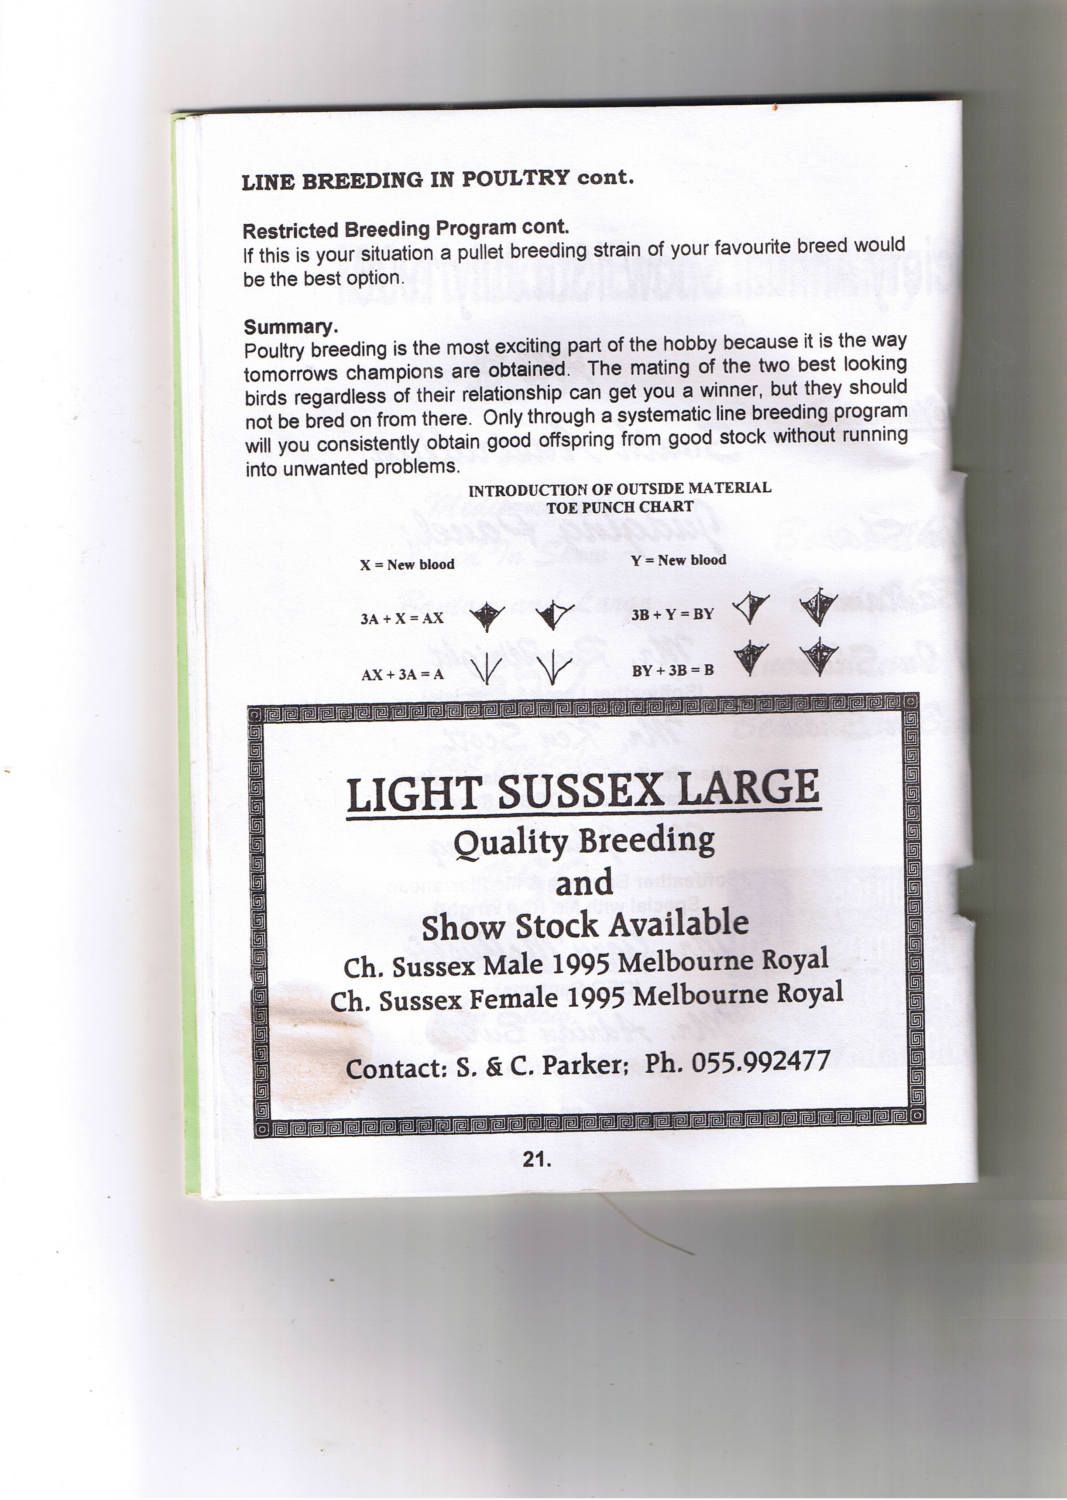 LINE BREEDING IN POULTRY cont.
Restricted Breeding Program cont.
If this is your situation a pullet breeding strain of your favourite breed would
be the best option.
Summary.
Poultry breeding is the most exciting part of the hobby because it is the way
tomorrows champions are obtained. The mating of the two best looking
birds regardless of their relationship can get you a winner, but they should
not be bred on from there. Only through a systematic line breeding program
will you consistently obtain good offspring from good stock without running
into unwanted problems.
INTRODUCTION OF OUTSIDE MATERIAL
TOE PUNCH CHART
X = New blood
Y = New blood
3A + X = AX
3B + Y = BY
AX + 3A = A
BY + 3B = B
LIGHT SUSSEX LARGE
Quality Breeding
and
Show Stock Available
Ch. Sussex Male 1995 Melbourne Royal
Ch. Sussex Female 1995 Melbourne Royal
Contact: S. & C. Parker; Ph. 055.992477
21.